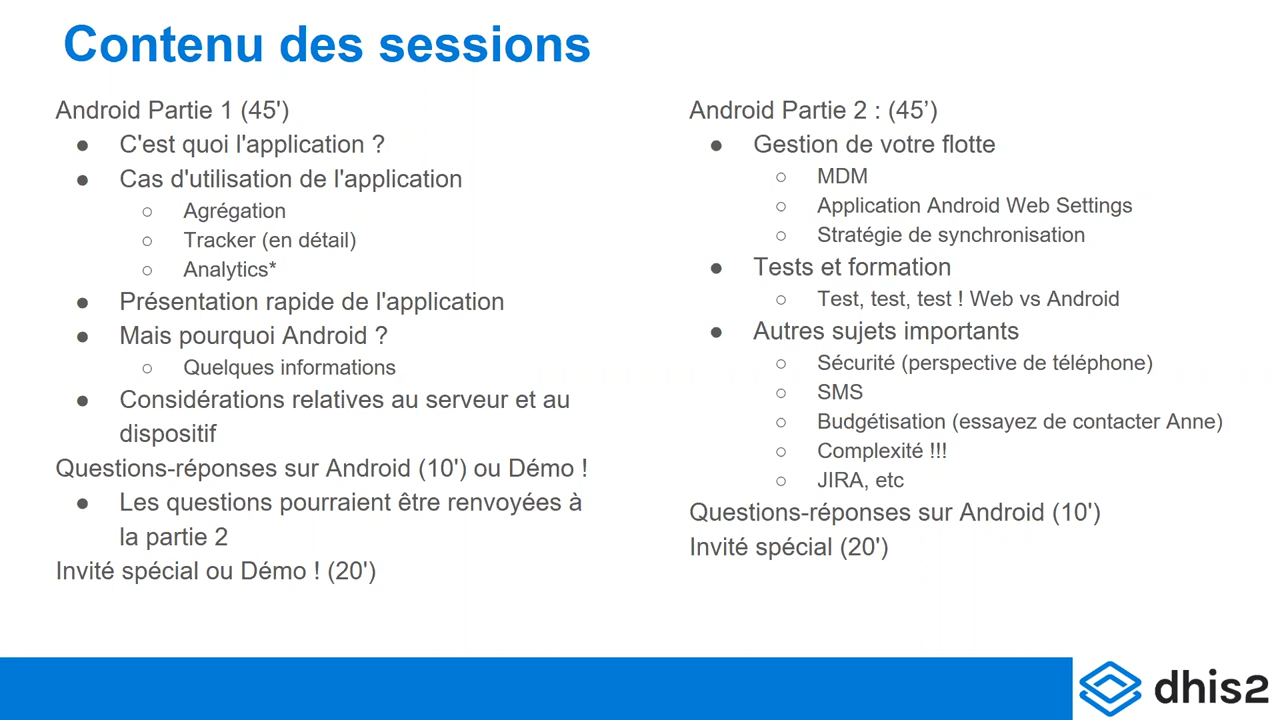 Contenu des sessions
Android Partie 1 (45')
● C'est quoi l'application ?
● Cas d'utilisation de l'application
○ Agrégation
○ Tracker (en détail)
○ Analytics*
● Présentation rapide de l'application
● Mais pourquoi Android ?
○ Quelques informations
● Considérations relatives au serveur et au
dispositif
Questions-réponses sur Android (10') ou Démo !
● Les questions pourraient être renvoyées à
la partie 2
Invité spécial ou Démo ! (20')
Android Partie 2 : (45’)
● Gestion de votre flotte
○ MDM
○ Application Android Web Settings
○ Stratégie de synchronisation
● Tests et formation
○ Test, test, test ! Web vs Android
● Autres sujets importants
○ Sécurité (perspective de téléphone)
○ SMS
○ Budgétisation (essayez de contacter Anne)
○ Complexité !!!
○ JIRA, etc
Questions-réponses sur Android (10')
Invité spécial (20')
dhis2